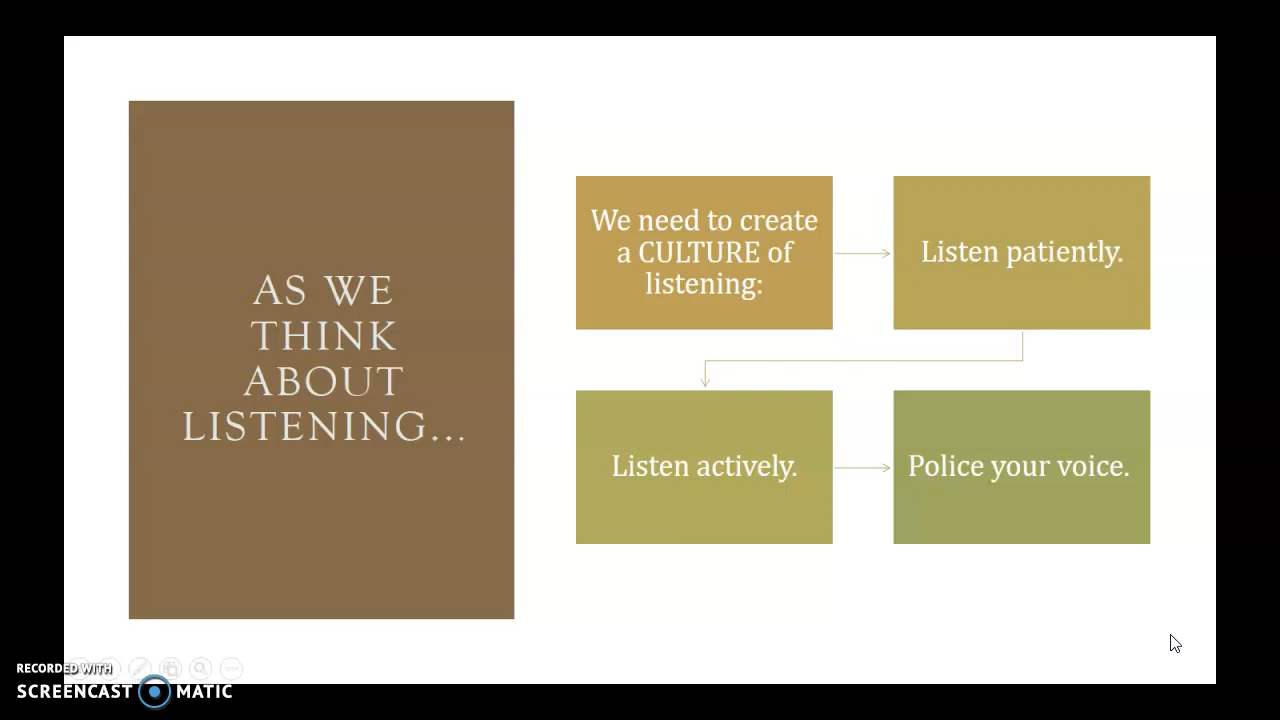 AS WE
THINK
ABOUT
LISTENING...
We need to create
a CULTURE of
listening:
Listen patiently.
Listen actively.
Police your voice.
RECORDED WITH
SCREENCAST MATIC